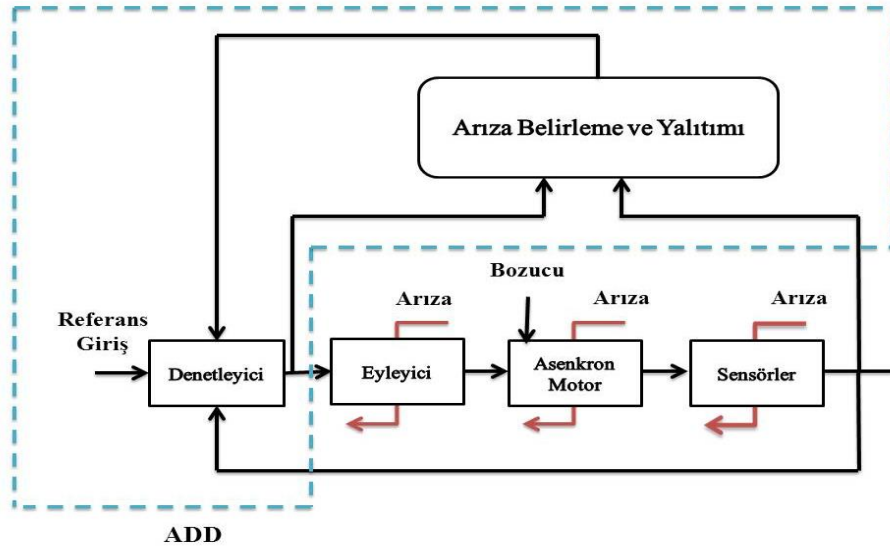 Arıza Belirleme ve Yalıtımı
Bozucu
Arıza
Arıza
Arıza
Referans
Giriş
Denetleyici
Eyleyici
Asenkron
Motor
Sensörler
ADD